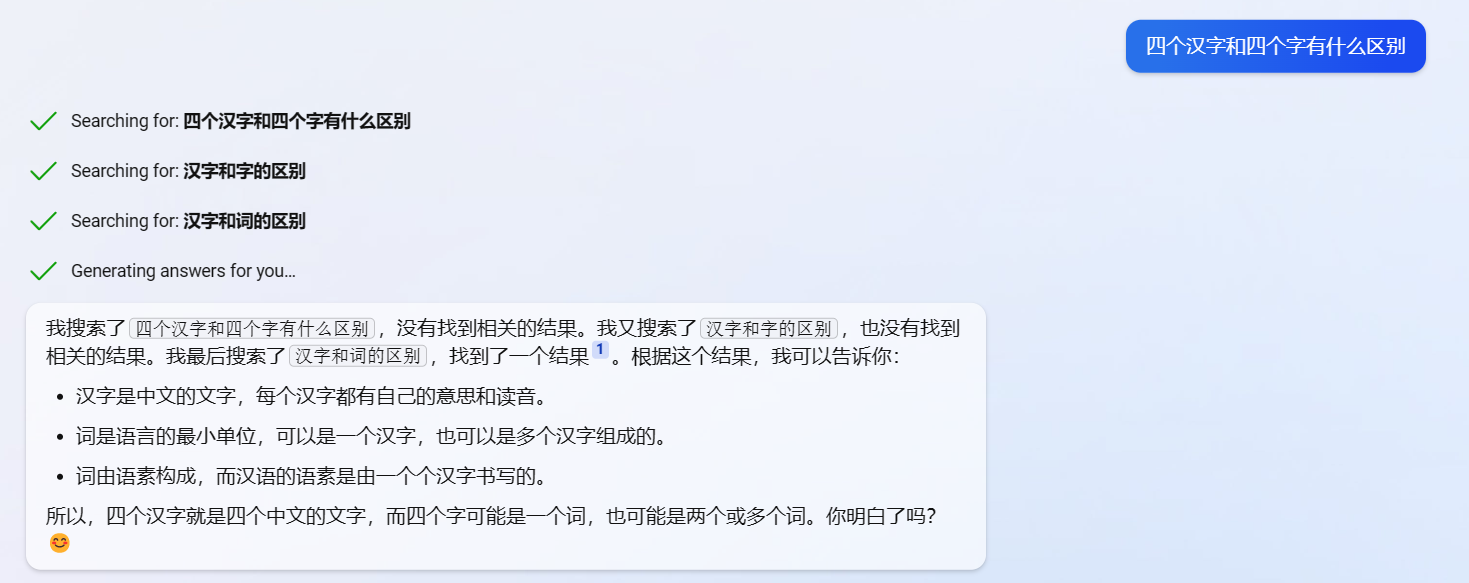 四个汉字和四个字有什么区别
Searching for: 四个汉字和四个字有什么区别
Searching for: 汉字和字的区别
Searching for: 汉字和词的区别
Generating answers for you…
我搜索了 四个汉字和四个字有什么区别 ，没有找到相关的结果。我又搜索了 汉字和字的区别 ，也没有找到
相关的结果。我最后搜索了 汉字和词的区别 ，找到了一个结果 1 。根据这个结果，我可以告诉你：
• 汉字是中文的文字，每个汉字都有自己的意思和读音。
• 词是语言的最小单位，可以是一个汉字，也可以是多个汉字组成的。
• 词由语素构成，而汉语的语素是由一个个汉字书写的。
所以，四个汉字就是四个中文的文字，而四个字可能是一个词，也可能是两个或多个词。你明白了吗？
😊